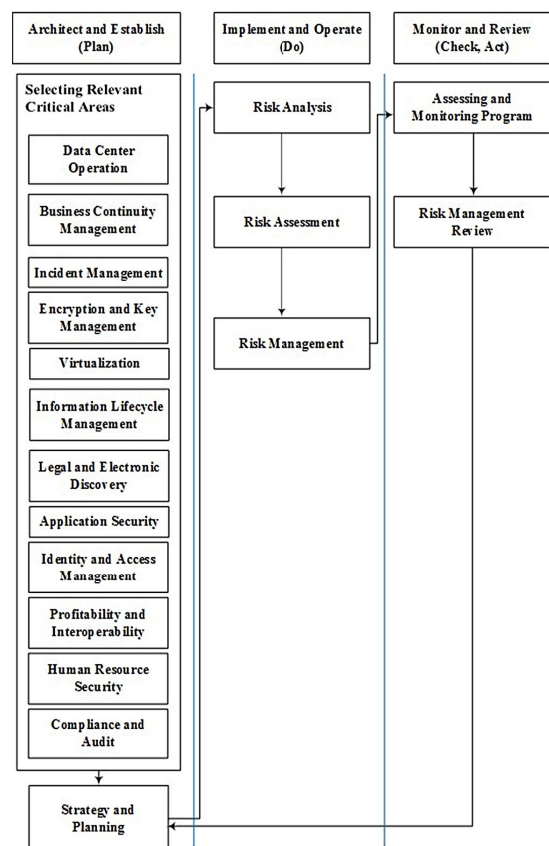 Architect and Establish
(Plan)
Implement and Operate
(Do)
Monitor and Review
(Check, Act)
Selecting Relevant
Critical Areas
Data Center
Operation
Business Continuity
Management
Incident Management
Encryption and Key
Management
Virtualization
Information Lifecycle
Management
Legal and Electronic
Discovery
Application Security
Identity and Access
Management
Profitability and
Interoperability
Human Resource
Security
Compliance and
Audit
Strategy and
Planning
Risk Analysis
Risk Assessment
Risk Management
Assessing and
Monitoring Program
Risk Management
Review